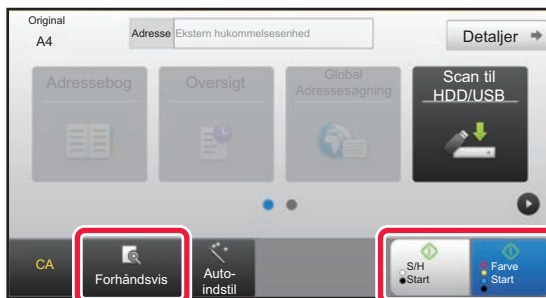 Original
A4
Adresse Ekstern hukommelsesenhed
Detaljer
Adressebog
Oversigt
Global
Adressesøgning
Scan til
HDD/USB
CA
Forhåndsvis
Auto-
indstil
S/H
Start
Farve
Start